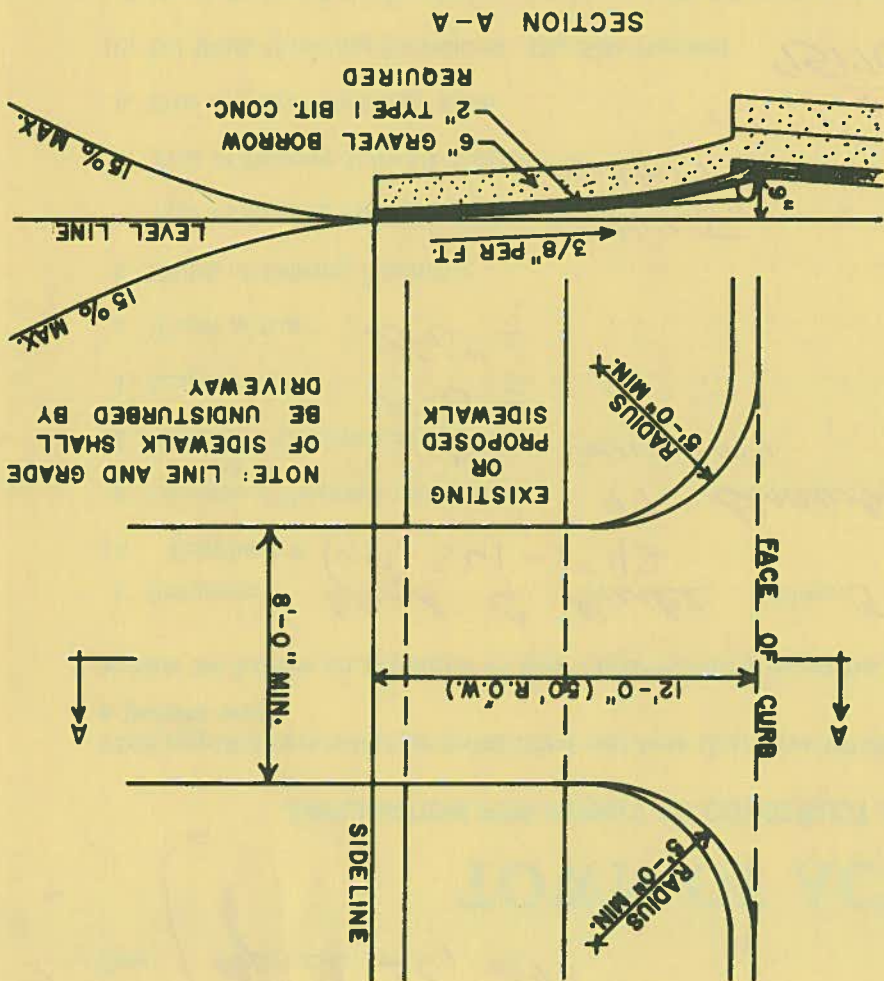 RADIUS
5'-0" MIN.
SIDELINE
A
A
12'-0" (50' R.O.W.)
8'-0" MIN.
FACE OF CURB
EXISTING
OR
PROPOSED
SIDEWALK
NOTE: LINE AND GRADE
OF SIDEWALK SHALL
BE UNDISTURBED BY
DRIVEWAY
RADIUS
5'-0" MIN.
15% MAX.
3/8" PER FT.
LEVEL LINE
6"
15% MAX.
6" GRAVEL BORROW
2" TYPE I BIT. CONC.
REQUIRED
SECTION A-A